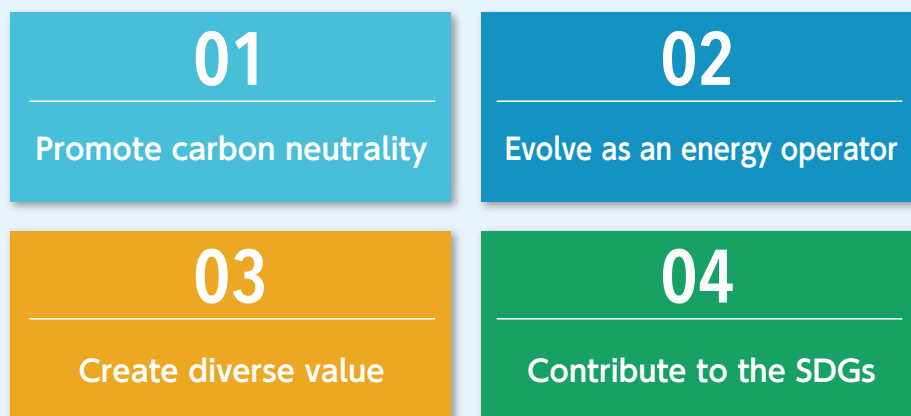 01
Promote carbon neutrality
02
Evolve as an energy operator
03
Create diverse value
04
Contribute to the SDGs